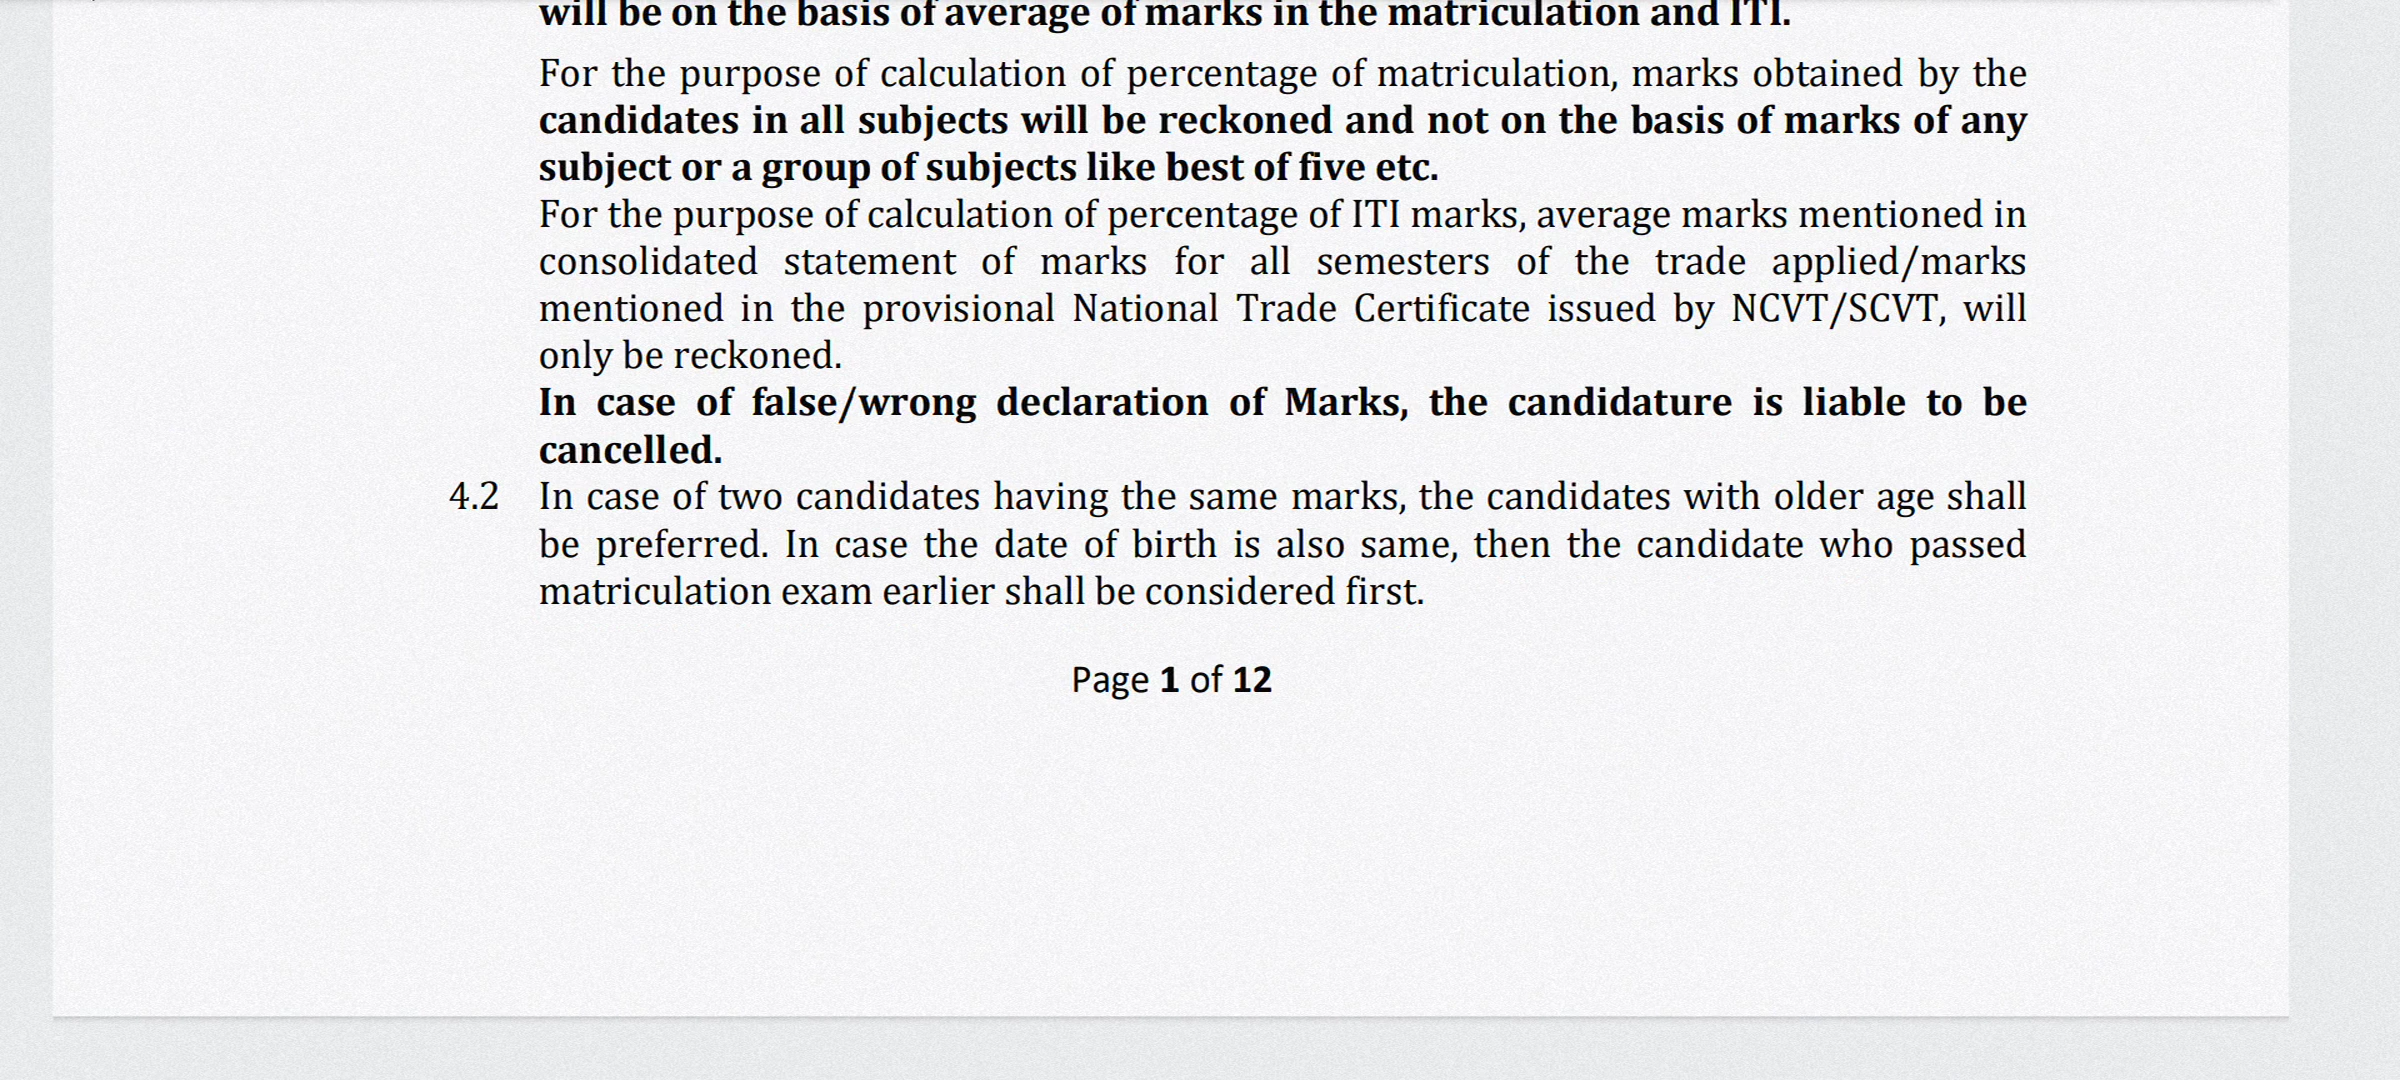 will be on the basis of average of marks in the matriculation and ITI.
For the purpose of calculation of percentage of matriculation, marks obtained by the
candidates in all subjects will be reckoned and not on the basis of marks of any
subject or a group of subjects like best of five etc.
For the purpose of calculation of percentage of ITI marks, average marks mentioned in
consolidated statement of marks for all semesters of the trade applied/marks
mentioned in the provisional National Trade Certificate issued by NCVT/SCVT, will
only be reckoned.
In case of false/wrong declaration of Marks, the candidature is liable to be
cancelled.
4.2 In case of two candidates having the same marks, the candidates with older age shall
be preferred. In case the date of birth is also same, then the candidate who passed
matriculation exam earlier shall be considered first.
Page 1 of 12